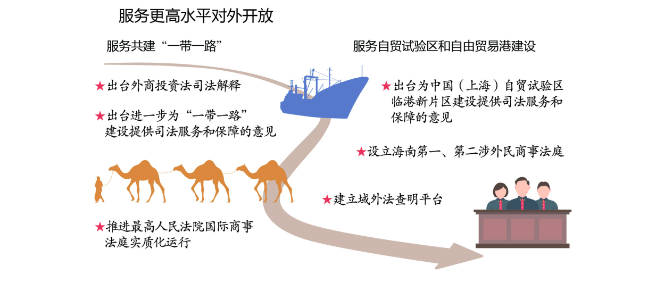 服务更高水平对外开放
服务共建“一带一路”
★出台外商投资法司法解释
★出台进一步为“一带一路”
建设提供司法服务和保障的意见
★推进最高人民法院国际商事
法庭实质化运行
服务自贸试验区和自由贸易港建设
★出台为中国（上海）自贸试验区
临港新片区建设提供司法服务和
保障的意见
★设立海南第一、第二涉外民商事法庭
★建立域外法查明平台